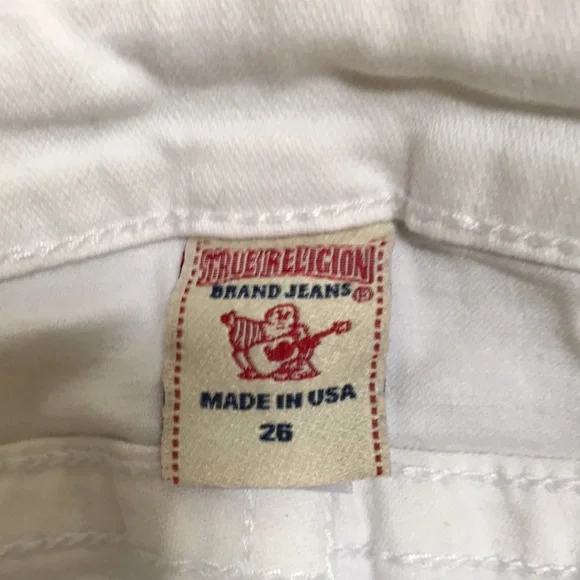 TRUE RELIGION
BRAND JEANS®
MADE IN USA
26